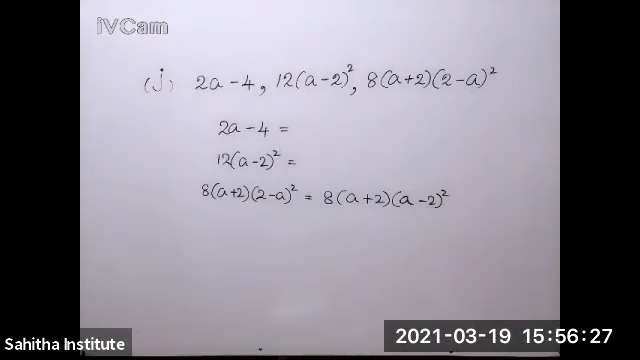 iVCam
(j) 2a - 4, 12(a-2)², 8(a+2)(2-a)²
2a - 4 =
12(a-2)² =
8(a+2)(2-a)² = 8(a+2)(a-2)²
2021-03-19 15:56:27
Sahitha Institute